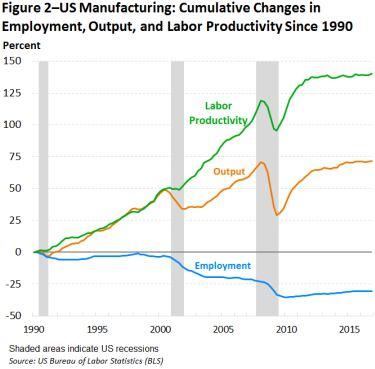 Figure 2–US Manufacturing: Cumulative Changes in
Employment, Output, and Labor Productivity Since 1990
Percent
150
125
100
75
50
25
0
-25
-50
Labor
Productivity
Output
Employment
1990 1995 2000 2005 2010 2015
Shaded areas indicate US recessions
Source: US Bureau of Labor Statistics (BLS)